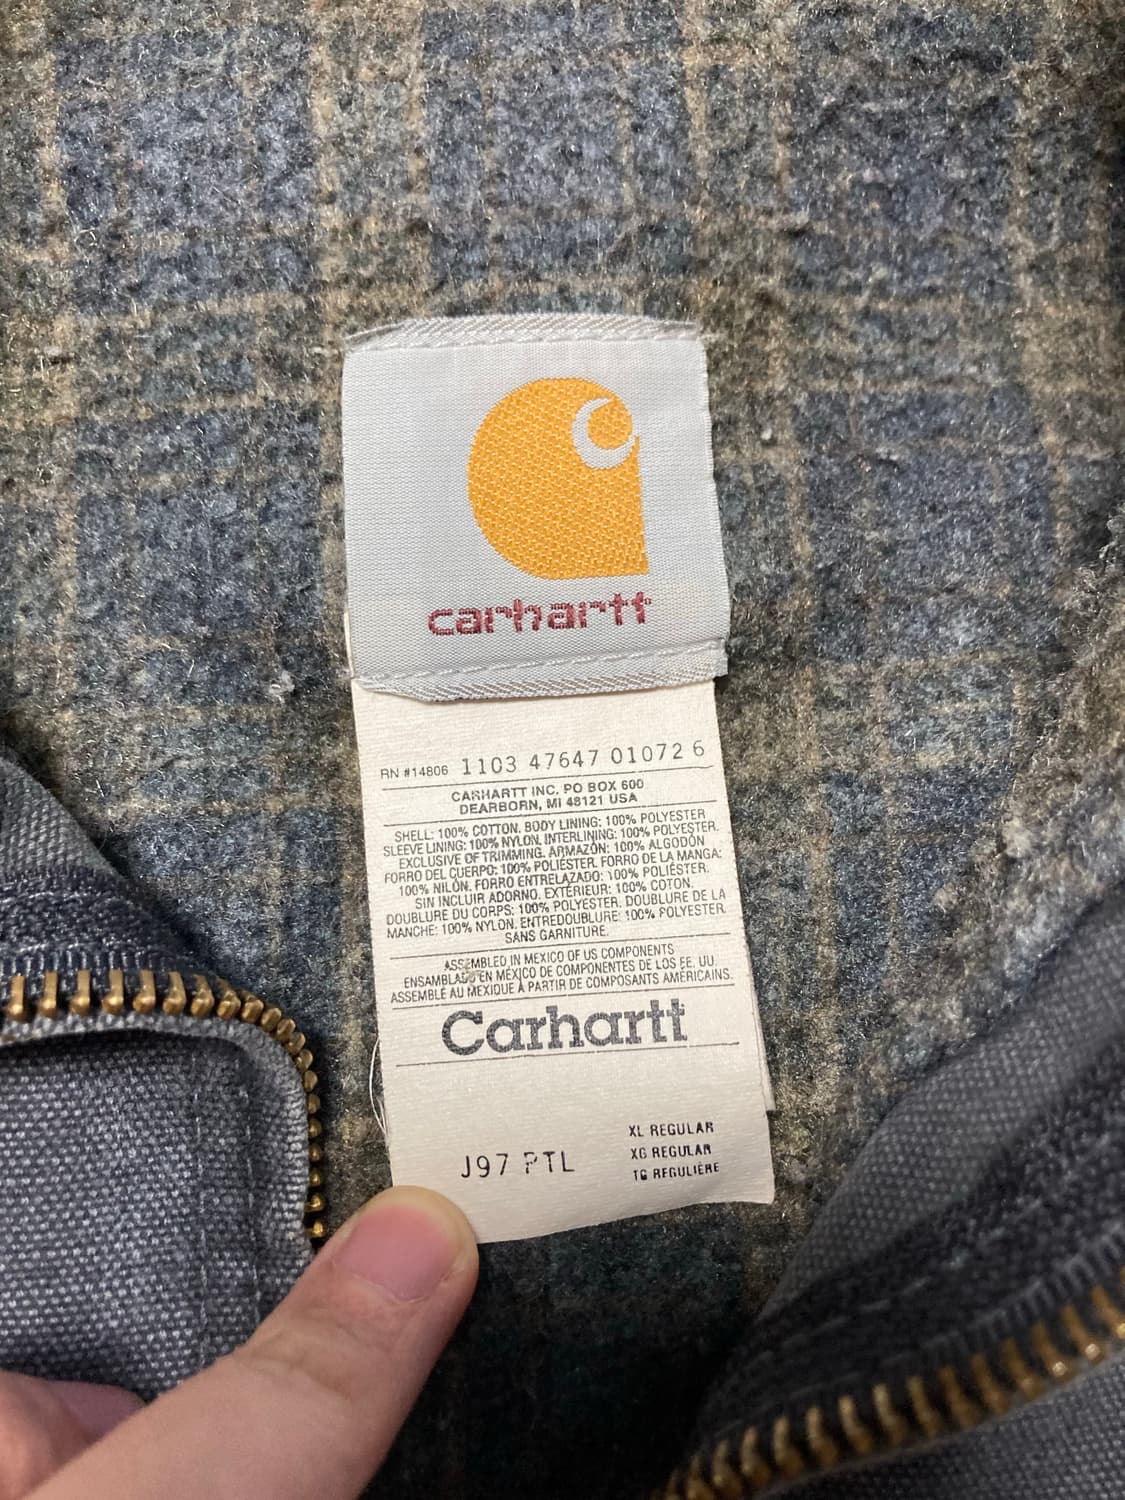 carhartt
RN #14806 1103 47647 01072 6
CARHARTT INC. PO BOX 600
DEARBORN, MI 48121 USA
SHELL: 100% COTTON. BODY LINING: 100% POLYESTER
SLEEVE LINING: 100% NYLON. INTERLINING: 100% POLYESTER.
EXCLUSIVE OF TRIMMING. ARMAZÓN: 100% ALGODÓN
FORRO DEL CUERPO: 100% POLIÉSTER. FORRO DE LA MANGA:
100% NILÓN. FORRO ENTRELAZADO: 100% POLIÉSTER.
SIN INCLUIR ADORNO. EXTÉRIEUR: 100% COTON.
DOUBLURE DU CORPS: 100% POLYESTER. DOUBLURE DE LA
MANCHE: 100% NYLON. ENTREDOUBLURE: 100% POLYESTER.
SANS GARNITURE.
ASSEMBLED IN MEXICO OF US COMPONENTS
ENSAMBLADO EN MÉXICO DE COMPONENTES DE LOS EE. UU.
ASSEMBLÉ AU MEXIQUE À PARTIR DE COMPOSANTS AMÉRICAINS.
Carhartt
J97 PTL
XL REGULAR
XG REGULAR
TG REGULIÈRE